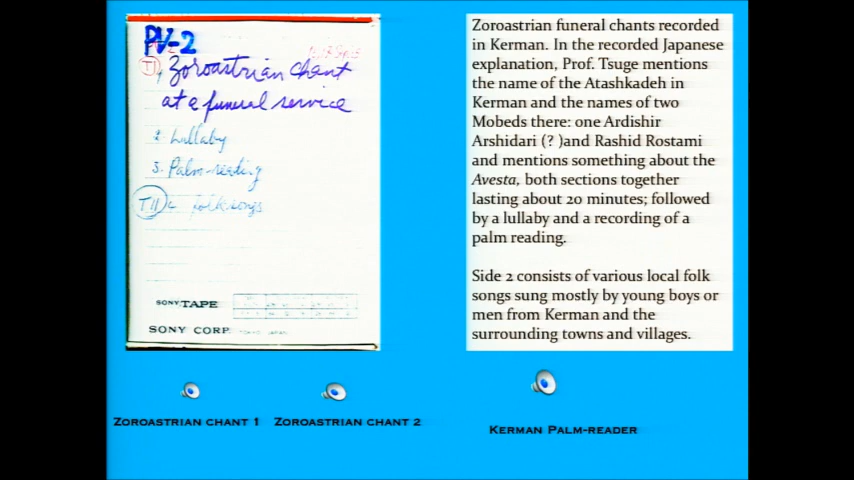 PV-2
T I
1, Zoroastrian chant
at a funeral service
2. Lullaby
3. Palm-reading
T II folk songs
SONY TAPE
SONY CORP. TOKYO JAPAN
Zoroastrian funeral chants recorded
in Kerman. In the recorded Japanese
explanation, Prof. Tsuge mentions
the name of the Atashkadeh in
Kerman and the names of two
Mobeds there: one Ardishir
Arshidari (? )and Rashid Rostami
and mentions something about the
Avesta, both sections together
lasting about 20 minutes; followed
by a lullaby and a recording of a
palm reading.
Side 2 consists of various local folk
songs sung mostly by young boys or
men from Kerman and the
surrounding towns and villages.
Zoroastrian chant 1
Zoroastrian chant 2
Kerman Palm-reader